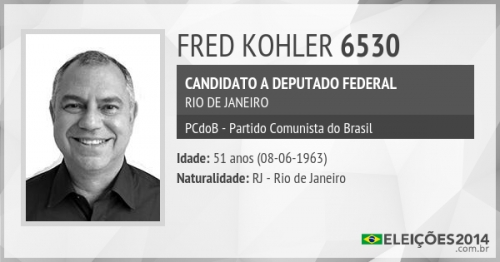 FRED KOHLER 6530
CANDIDATO A DEPUTADO FEDERAL
RIO DE JANEIRO
PCdoB - Partido Comunista do Brasil
Idade: 51 anos (08-06-1963)
Naturalidade: RJ - Rio de Janeiro
ELEIÇÕES2014
.com.br